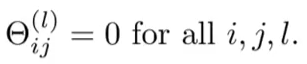 Θ_{ij}^{(l)} = 0 for all i, j, l.